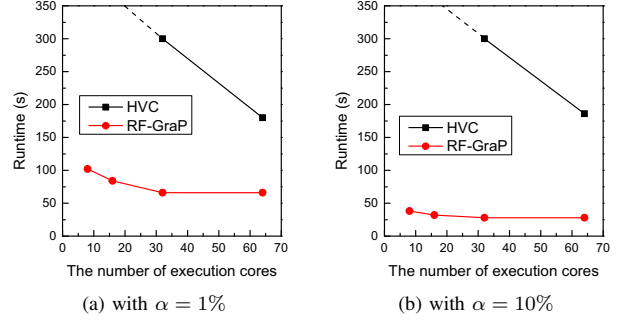 350
300
250
200
150
100
50
0
Runtime (s)
HVC
RF-GraP
0 10 20 30 40 50 60 70
The number of execution cores
(a) with α = 1%
350
300
250
200
150
100
50
0
Runtime (s)
HVC
RF-GraP
0 10 20 30 40 50 60 70
The number of execution cores
(b) with α = 10%